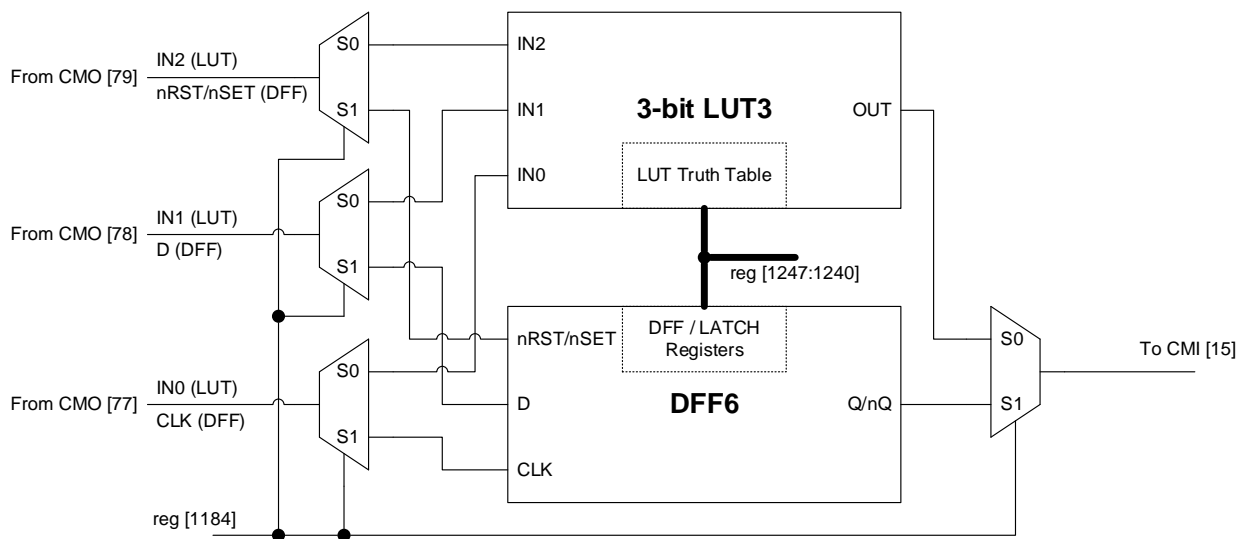 From CMO [79]
IN2 (LUT)
nRST/nSET (DFF)
S0
S1
From CMO [78]
IN1 (LUT)
D (DFF)
S0
S1
From CMO [77]
IN0 (LUT)
CLK (DFF)
S0
S1
reg [1184]
IN2
IN1
IN0
3-bit LUT3
OUT
LUT Truth Table
reg [1247:1240]
DFF / LATCH
Registers
nRST/nSET
D
CLK
DFF6
Q/nQ
S0
S1
To CMI [15]